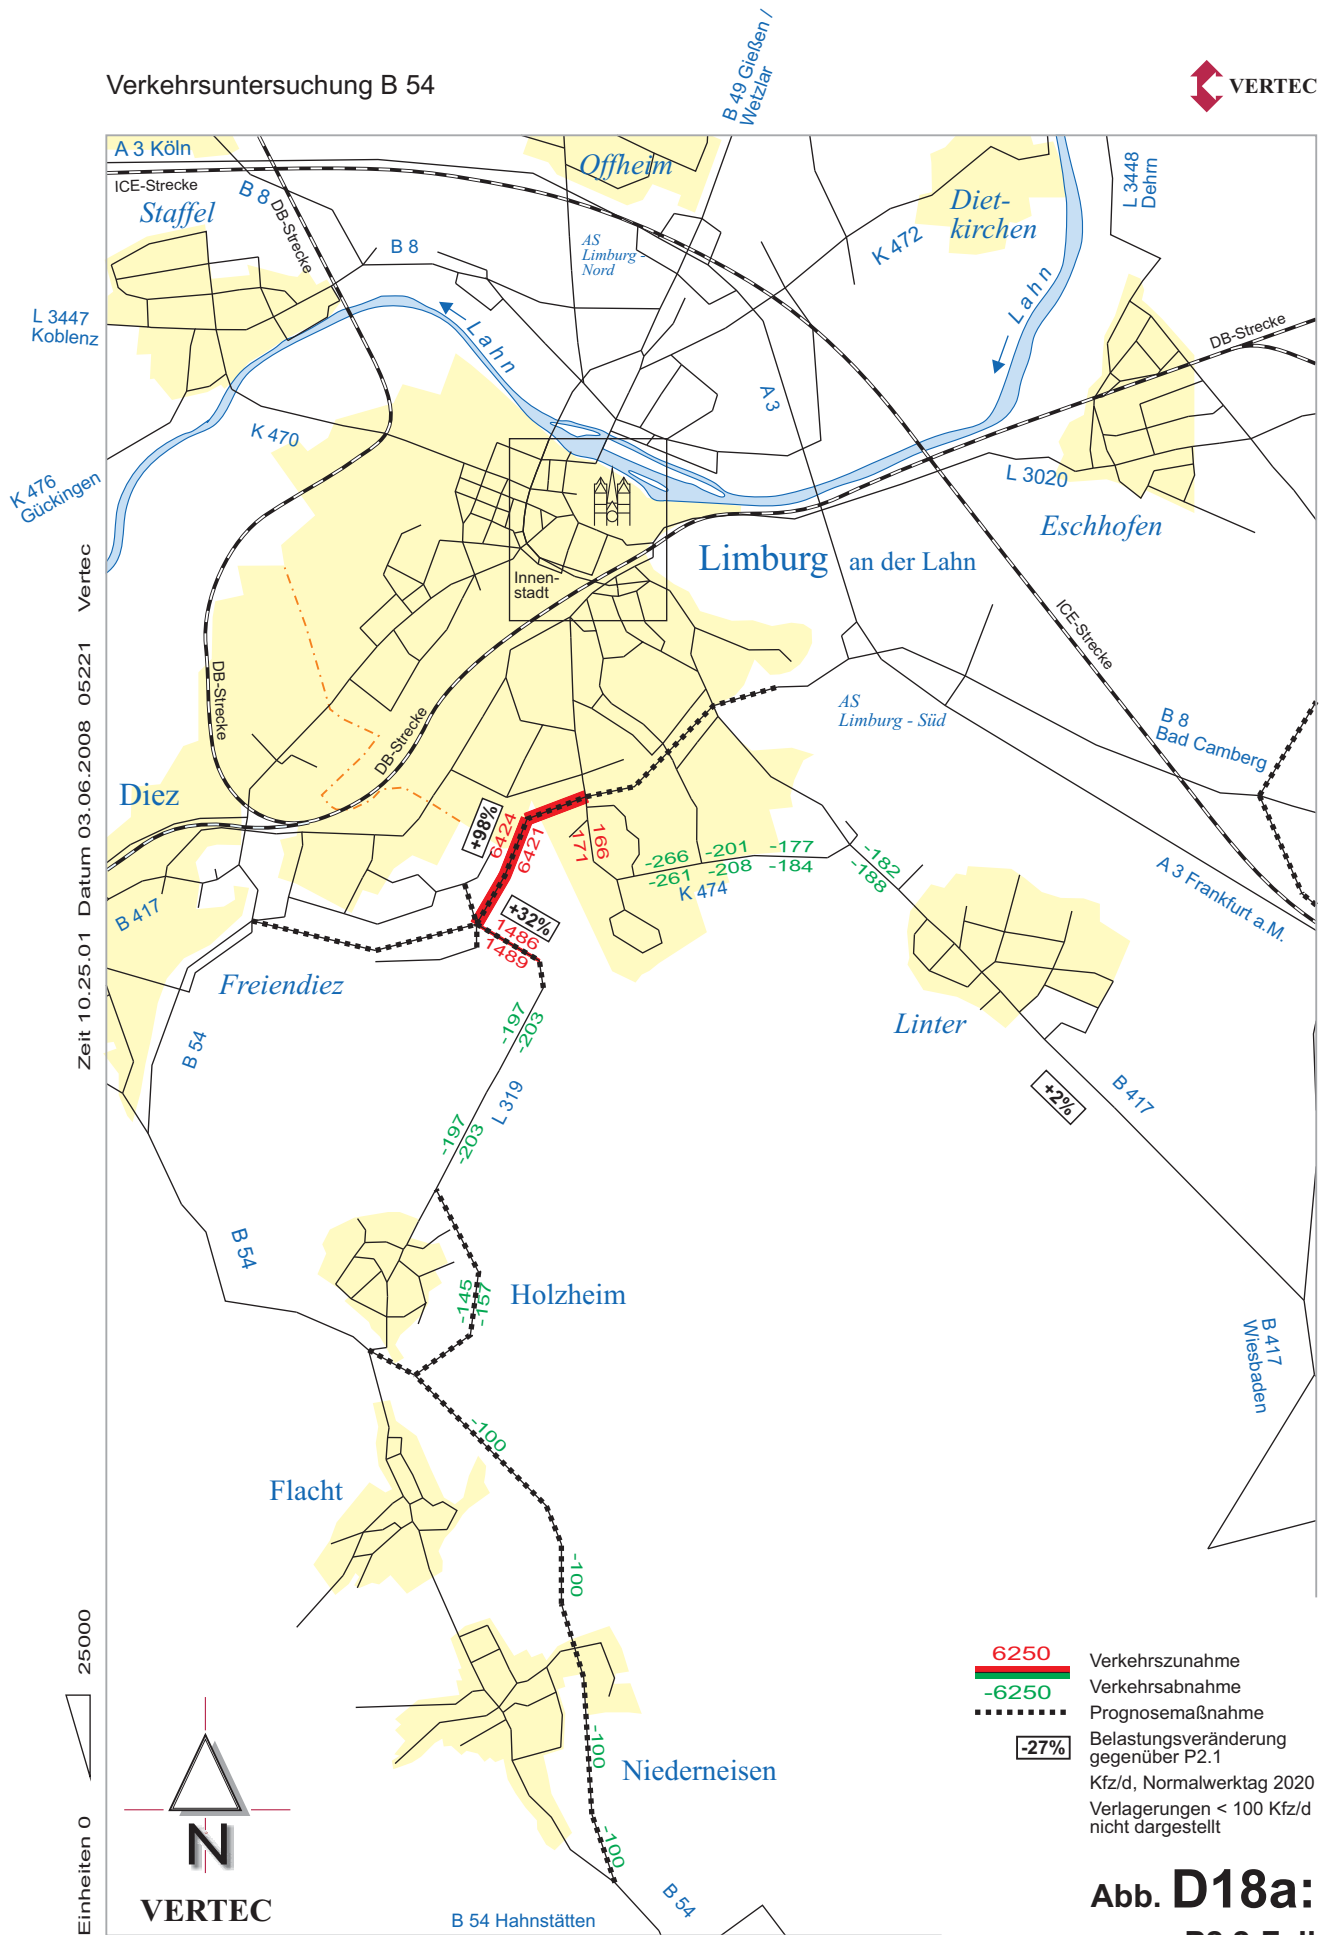 Verkehrsuntersuchung B 54
VERTEC
B 49 Gießen /
Wetzlar
A 3 Köln
ICE-Strecke
Staffel
B 8
DB-Strecke
B 8
Offheim
AS
Limburg -
Nord
Diet-
kirchen
K 472
L 3448
Dehrn
L 3447
Koblenz
Lahn
Lahn
DB-Strecke
A 3
K 470
K 476
Gückingen
L 3020
Eschhofen
Limburg an der Lahn
Innen-
stadt
ICE-Strecke
DB-Strecke
DB-Strecke
AS
Limburg - Süd
B 8
Bad Camberg
Diez
+98%
6424
6421
166
171
-266
-201
-177
-261
-208
-184
K 474
-182
-188
A 3 Frankfurt a.M.
B 417
+32%
1486
1489
Freiendiez
Linter
-197
-203
B 54
L 319
+2%
B 417
-197
-203
B 54
-145
-157
Holzheim
B 417
Wiesbaden
-100
Flacht
-100
-100
Niederneisen
-100
B 54
B 54 Hahnstätten
Zeit 10.25.01 Datum 03.06.2008 05221 Vertec
Einheiten 0 25000
N
VERTEC
6250
Verkehrszunahme
-6250
Verkehrsabnahme
Prognosemaßnahme
-27%
Belastungsveränderung
gegenüber P2.1
Kfz/d, Normalwerktag 2020
Verlagerungen < 100 Kfz/d
nicht dargestellt
Abb. D18a: